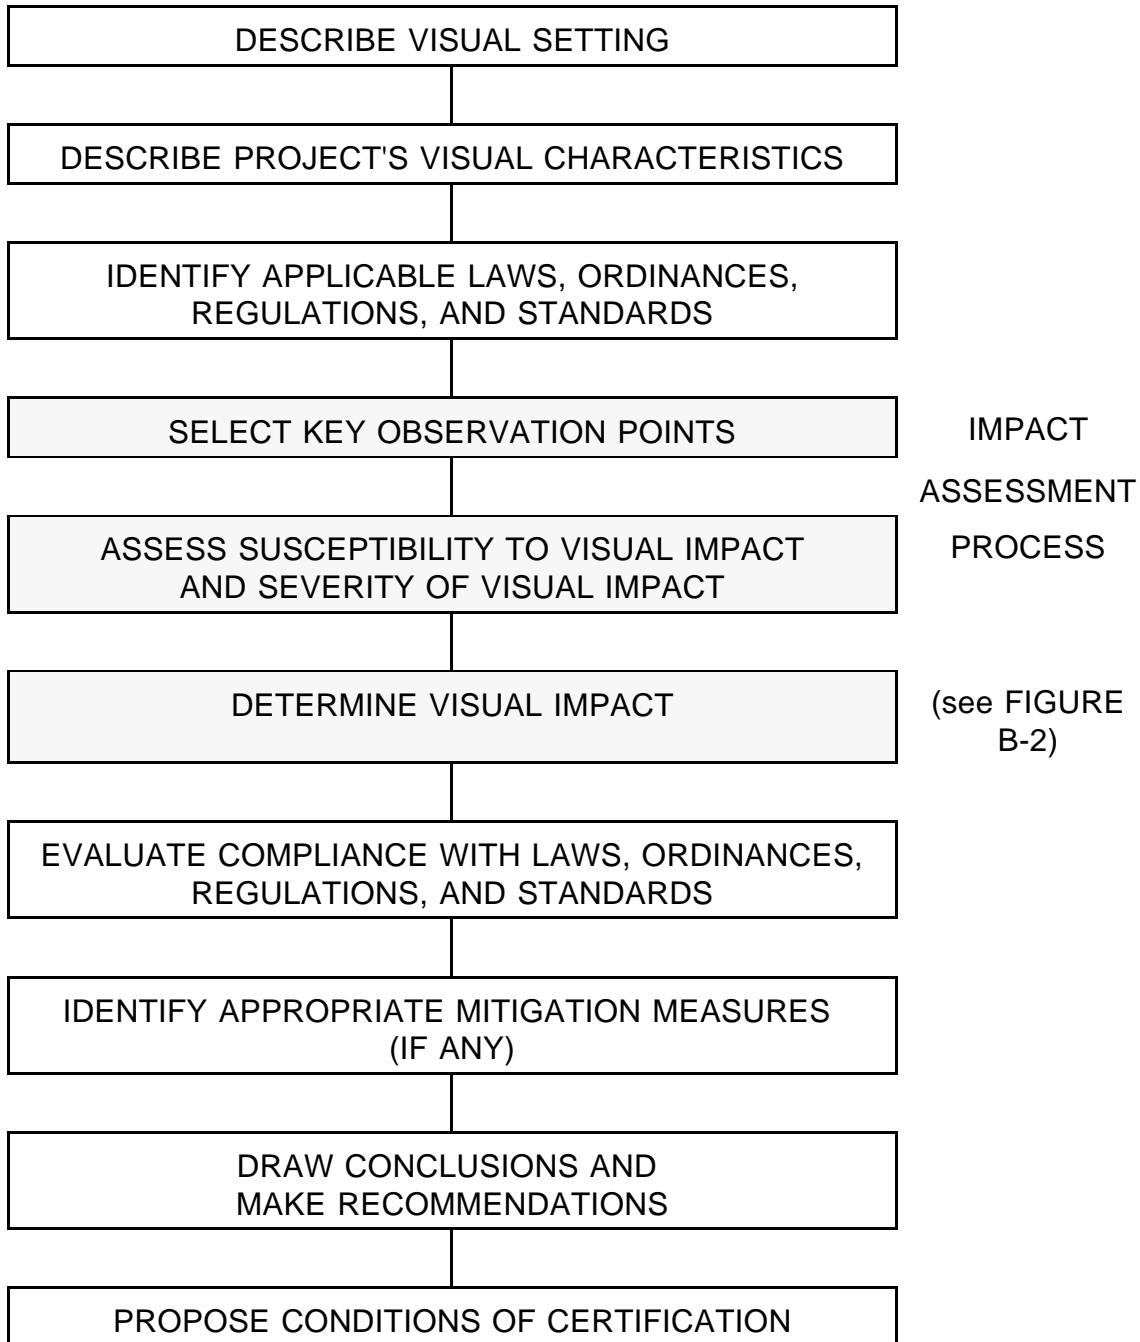 DESCRIBE VISUAL SETTING
DESCRIBE PROJECT'S VISUAL CHARACTERISTICS
IDENTIFY APPLICABLE LAWS, ORDINANCES,
REGULATIONS, AND STANDARDS
SELECT KEY OBSERVATION POINTS
IMPACT
ASSESSMENT
PROCESS
ASSESS SUSCEPTIBILITY TO VISUAL IMPACT
AND SEVERITY OF VISUAL IMPACT
DETERMINE VISUAL IMPACT
(see FIGURE
B-2)
EVALUATE COMPLIANCE WITH LAWS, ORDINANCES,
REGULATIONS, AND STANDARDS
IDENTIFY APPROPRIATE MITIGATION MEASURES
(IF ANY)
DRAW CONCLUSIONS AND
MAKE RECOMMENDATIONS
PROPOSE CONDITIONS OF CERTIFICATION